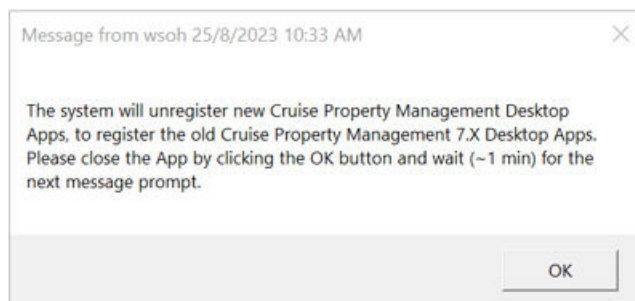 Message from wsoh 25/8/2023 10:33 AM
The system will unregister new Cruise Property Management Desktop
Apps, to register the old Cruise Property Management 7.X Desktop Apps.
Please close the App by clicking the OK button and wait (~1 min) for the
next message prompt.
OK